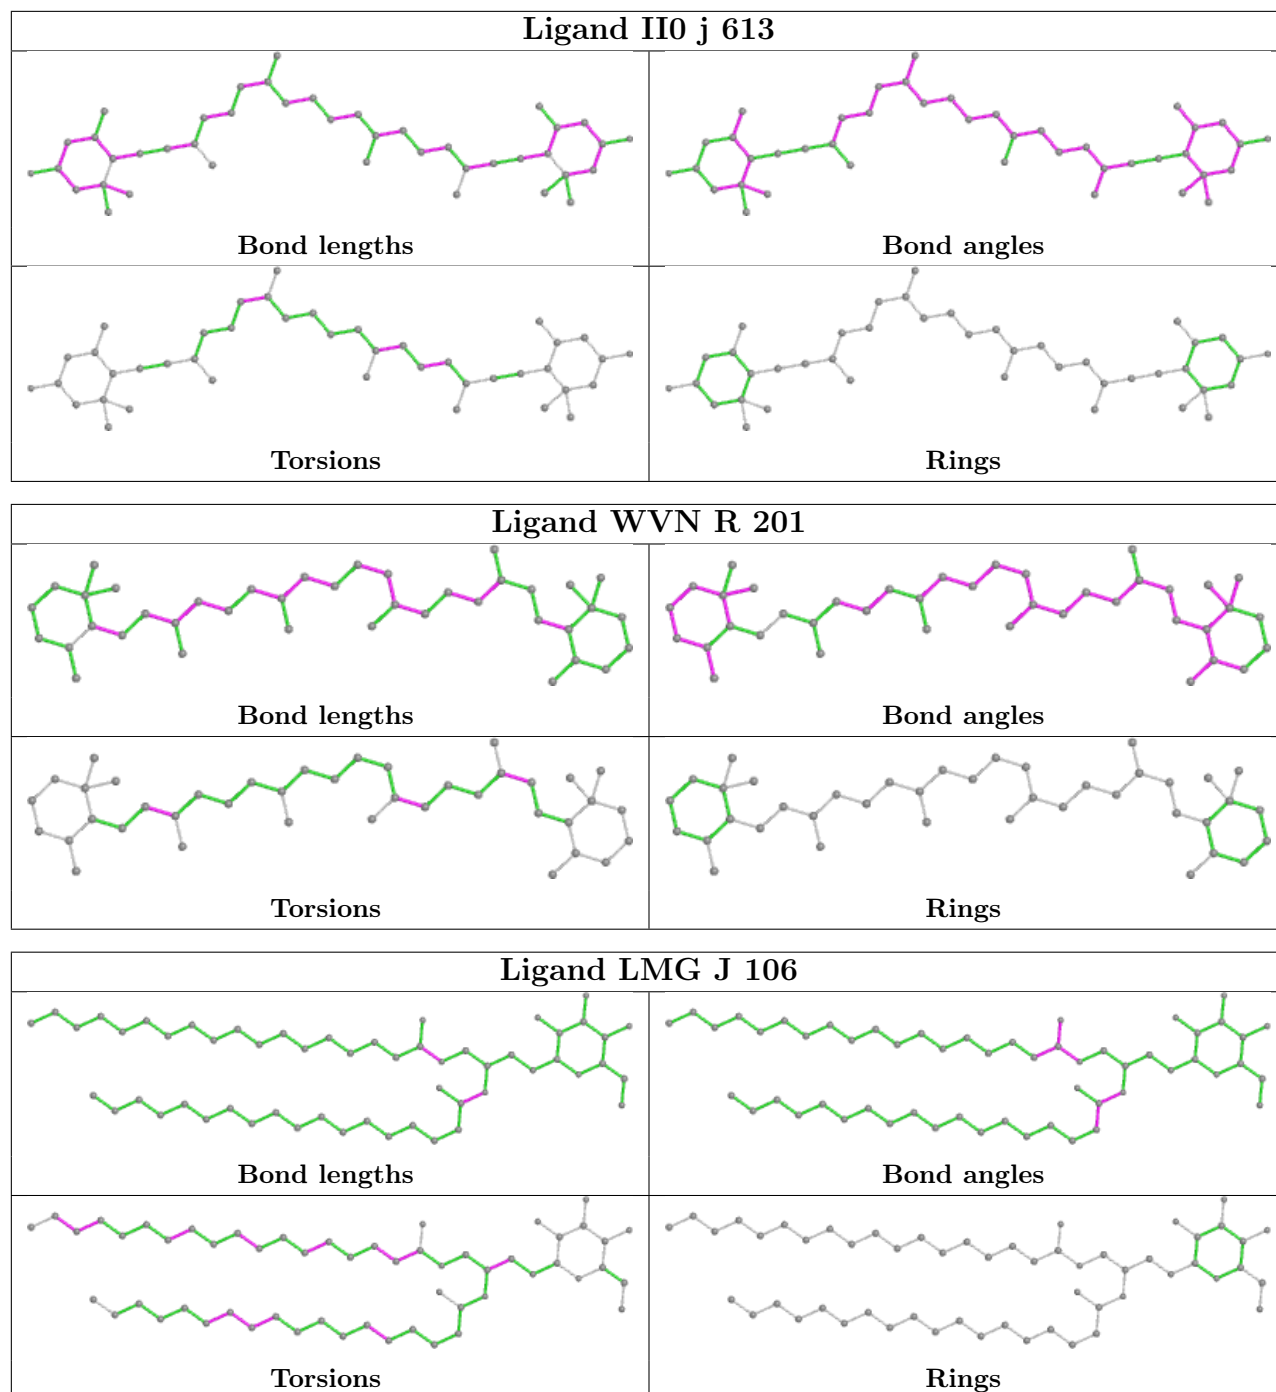 Ligand II0 j 613
Bond lengths
Bond angles
Torsions
Rings
Ligand WVN R 201
Bond lengths
Bond angles
Torsions
Rings
Ligand LMG J 106
Bond lengths
Bond angles
Torsions
Rings